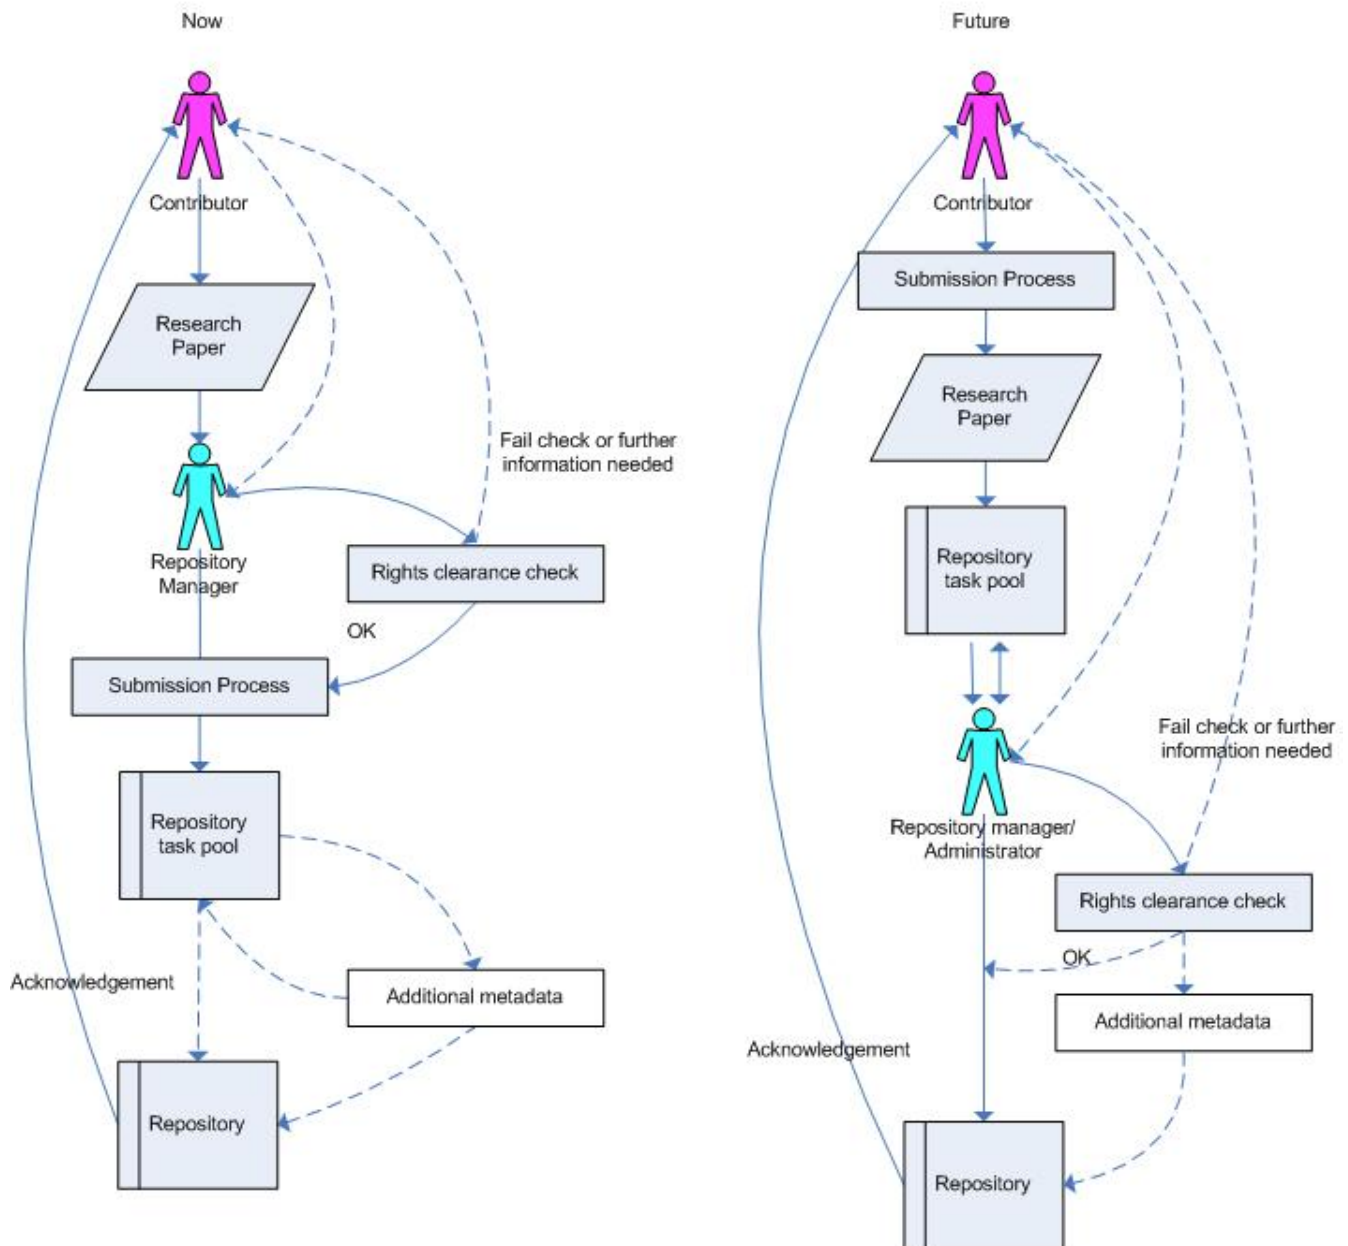 Now
Contributor
Research
Paper
Fail check or further
information needed
Repository
Manager
Rights clearance check
OK
Submission Process
Repository
task pool
Acknowledgement
Additional metadata
Repository
Future
Contributor
Submission Process
Research
Paper
Repository
task pool
Fail check or further
information needed
Repository manager/
Administrator
Rights clearance check
OK
Additional metadata
Acknowledgement
Repository